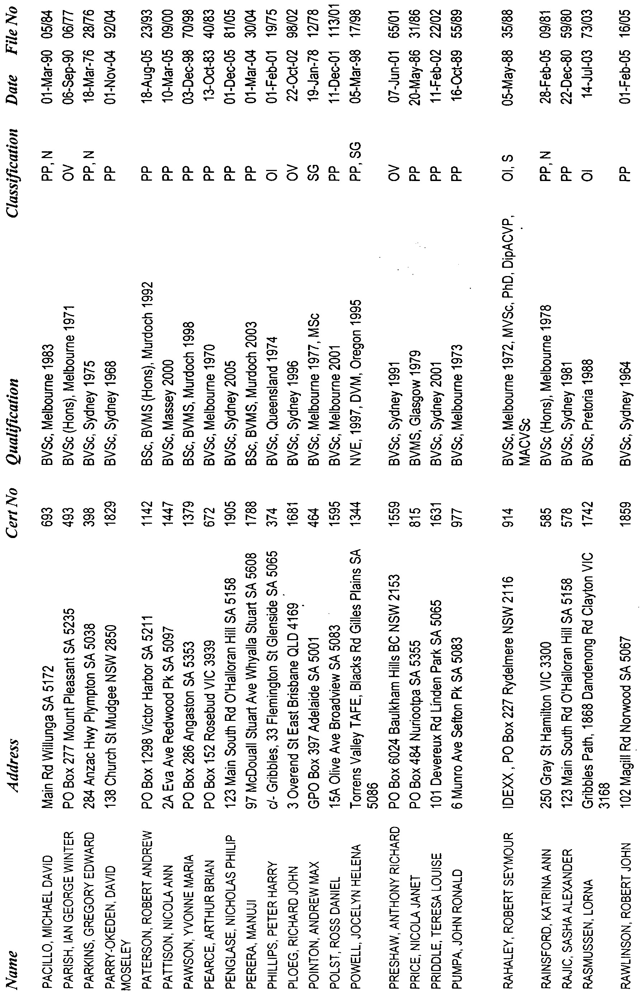 Name Address Cert No Qualification Classification Date File No
PACILLO, MICHAEL DAVID Main Rd Willunga SA 5172 693 BVSc, Melbourne 1983 PP, N 01-Mar-90 05/84
PARISH, IAN GEORGE WINTER PO Box 277 Mount Pleasant SA 5235 493 BVSc (Hons), Melbourne 1971 OV 06-Sep-90 06/77
PARKINS, GREGORY EDWARD 284 Anzac Hwy Plympton SA 5038 398 BVSc, Sydney 1975 PP, N 18-Mar-76 28/76
PARRY-OKEDEN, DAVID 138 Church St Mudgee NSW 2850 1829 BVSc, Sydney 1968 PP 01-Nov-04 92/04
MOSELEY
PATERSON, ROBERT ANDREW PO Box 1298 Victor Harbor SA 5211 1142 BSc, BVMS (Hons), Murdoch 1992 PP 18-Aug-05 23/93
PATTISON, NICOLA ANN 2A Eva Ave Redwood Pk SA 5097 1447 BVSc, Massey 2000 PP 10-Mar-05 09/00
PAWSON, YVONNE MARIA PO Box 286 Angaston SA 5353 1379 BSc, BVMS, Murdoch 1998 PP 03-Dec-98 70/98
PEARCE, ARTHUR BRIAN PO Box 152 Rosebud VIC 3939 672 BVSc, Melbourne 1970 PP 13-Oct-83 40/83
PENGLASE, NICHOLAS PHILIP 123 Main South Rd O'Halloran Hill SA 5158 1905 BVSc, Sydney 2005 PP 01-Dec-05 81/05
PERERA, MANUJI 97 McDouall Stuart Ave Whyalla Stuart SA 5608 1788 BSc, BVMS, Murdoch 2003 PP 01-Mar-04 30/04
PHILLIPS, PETER HARRY c/- Gribbles, 33 Flemington St Glenside SA 5065 374 BVSc, Queensland 1974 OI 01-Feb-01 19/75
PLOEG, RICHARD JOHN 3 Overend St East Brisbane QLD 4169 1681 BVSc, Sydney 1996 OV 22-Oct-02 98/02
POINTON, ANDREW MAX GPO Box 397 Adelaide SA 5001 464 BVSc, Melbourne 1977, MSc SG 19-Jan-78 12/78
POLST, ROSS DANIEL 15A Olive Ave Broadview SA 5083 1595 BVSc, Melbourne 2001 PP 11-Dec-01 113/01
POWELL, JOCELYN HELENA Torrens Valley TAFE, Blacks Rd Gilles Plains SA 1344 NVE, 1997, DVM, Oregon 1995 PP, SG 05-Mar-98 17/98
5086
PRESHAW, ANTHONY RICHARD PO Box 6024 Baulkham Hills BC NSW 2153 1559 BVSc, Sydney 1991 OV 07-Jun-01 65/01
PRICE, NICOLA JANET PO Box 484 Nuriootpa SA 5355 815 BVMS, Glasgow 1979 PP 20-May-86 31/86
PRIDDLE, TERESA LOUISE 101 Devereux Rd Linden Park SA 5065 1631 BVSc, Sydney 2001 PP 11-Feb-02 22/02
PUMPA, JOHN RONALD 6 Munro Ave Sefton Pk SA 5083 977 BVSc, Melbourne 1973 PP 16-Oct-89 55/89
RAHALEY, ROBERT SEYMOUR IDEXX , PO Box 227 Rydelmere NSW 2116 914 BVSc, Melbourne 1972, MVSc, PhD, DipACVP, OI, S 05-May-88 35/88
MACVSc
RAINSFORD, KATRINA ANN 250 Gray St Hamilton VIC 3300 585 BVSc (Hons), Melbourne 1978 PP, N 28-Feb-05 09/81
RAJIC, SASHA ALEXANDER 123 Main South Rd O'Halloran Hill SA 5158 578 BVSc, Sydney 1981 PP 22-Dec-80 59/80
RASMUSSEN, LORNA Gribbles Path, 1868 Dandenong Rd Clayton VIC 1742 BVSc, Pretoria 1988 OI 14-Jul-03 73/03
3168
RAWLINSON, ROBERT JOHN 102 Magill Rd Norwood SA 5067 1859 BVSc, Sydney 1964 PP 01-Feb-05 16/05